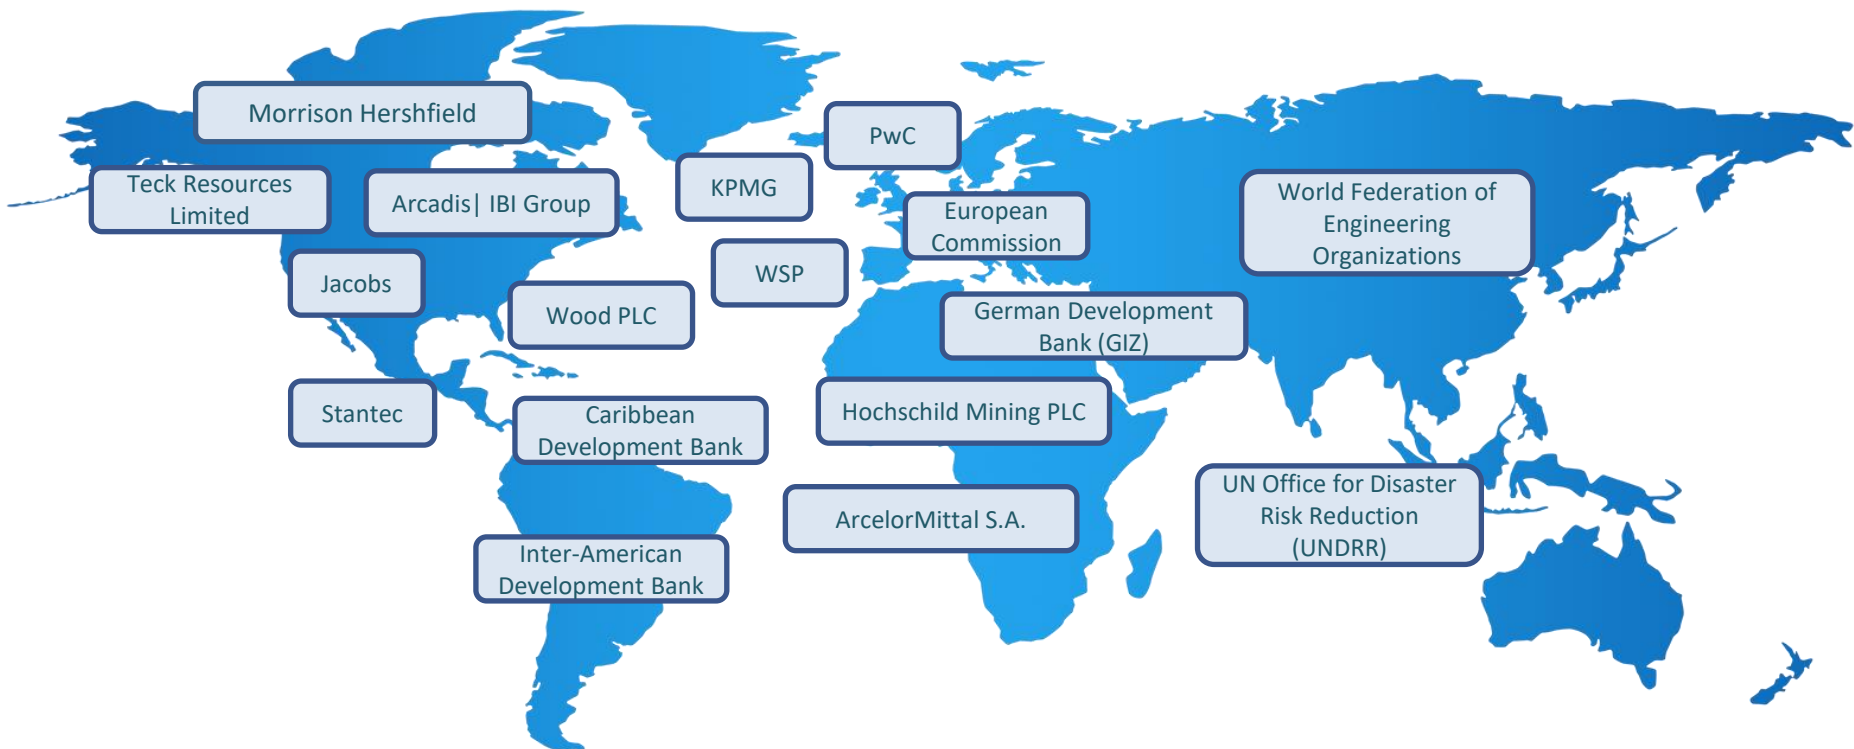 Morrison Hershfield
PwC
Teck Resources
Limited
Arcadis| IBI Group
KPMG
European
Commission
World Federation of
Engineering
Organizations
Jacobs
WSP
Wood PLC
German Development
Bank (GIZ)
Stantec
Caribbean
Development Bank
Hochschild Mining PLC
ArcelorMittal S.A.
UN Office for Disaster
Risk Reduction
(UNDRR)
Inter-American
Development Bank